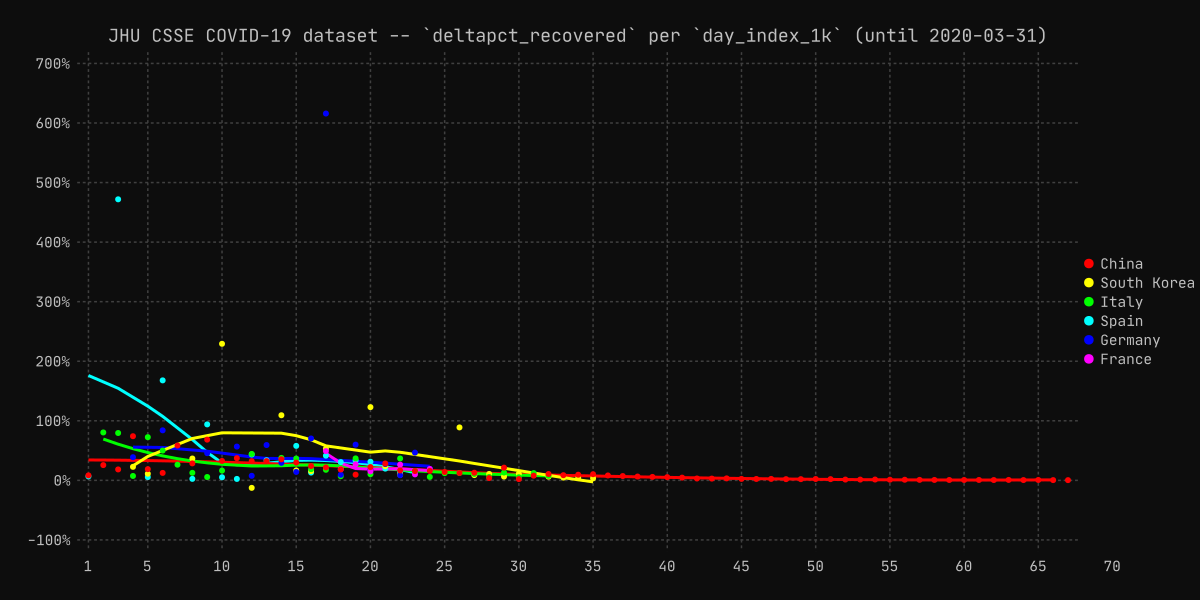 JHU CSSE COVID-19 dataset -- `deltapct_recovered` per `day_index_1k` (until 2020-03-31)
700%
600%
500%
400%
300%
200%
100%
0%
-100%
1 5 10 15 20 25 30 35 40 45 50 55 60 65 70
China
South Korea
Italy
Spain
Germany
France